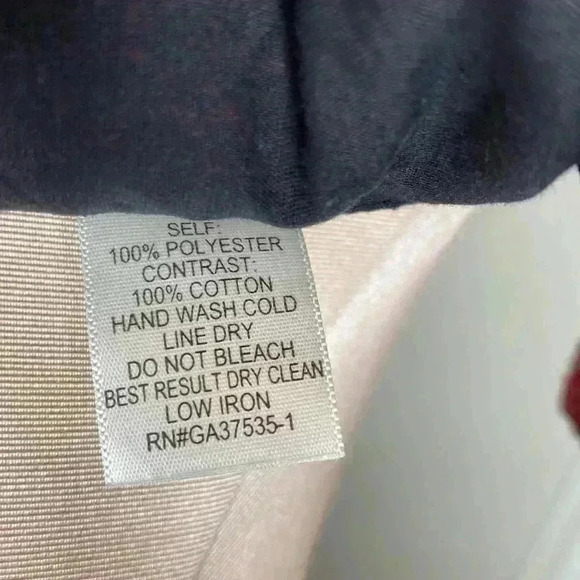 SELF:
100% POLYESTER
CONTRAST:
100% COTTON
HAND WASH COLD
LINE DRY
DO NOT BLEACH
BEST RESULT DRY CLEAN
LOW IRON
RN#GA37535-1